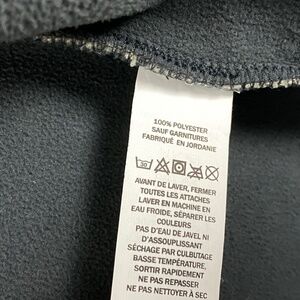 100% POLYESTER
SAUF GARNITURES
FABRIQUÉ EN JORDANIE
30
AVANT DE LAVER, FERMER
TOUTES LES ATTACHES
LAVER EN MACHINE EN
EAU FROIDE, SÉPARER LES
COULEURS
PAS D'EAU DE JAVEL NI
D'ASSOUPLISSANT
SÉCHAGE PAR CULBUTAGE
BASSE TEMPÉRATURE,
SORTIR RAPIDEMENT
NE PAS REPASSER
NE PAS NETTOYER À SEC